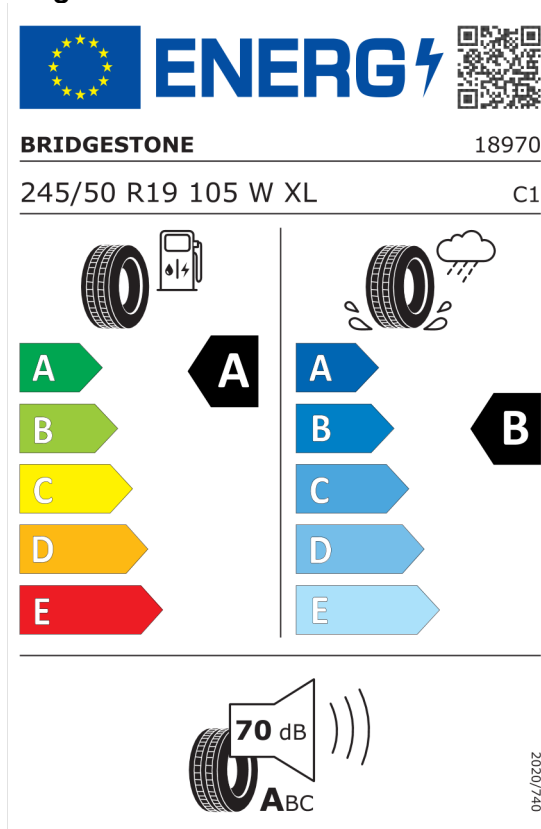 ENERG
BRIDGESTONE 18970
245/50 R19 105 W XL C1
A A
A
B B
B
C C
D D
E E
70 dB
ABC
2020/740